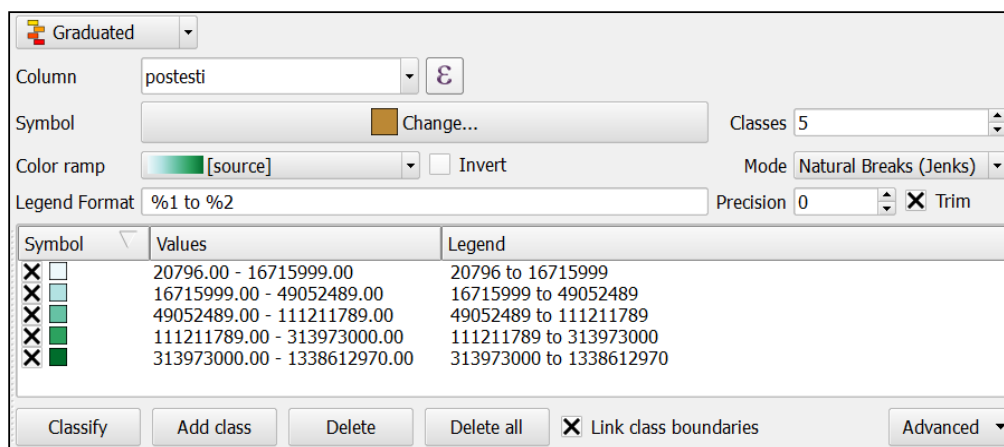 Graduated
Column postesti ε
Symbol Change... Classes 5
Color ramp [source] Invert Mode Natural Breaks (Jenks)
Legend Format %1 to %2 Precision 0 Trim
Symbol Values Legend
20796.00 - 16715999.00 20796 to 16715999
16715999.00 - 49052489.00 16715999 to 49052489
49052489.00 - 111211789.00 49052489 to 111211789
111211789.00 - 313973000.00 111211789 to 313973000
313973000.00 - 1338612970.00 313973000 to 1338612970
Classify Add class Delete Delete all Link class boundaries Advanced